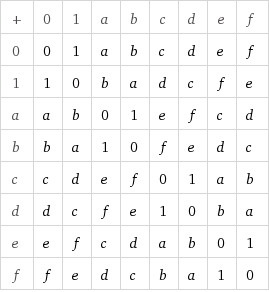 + 0 1 a b c d e f
0 0 1 a b c d e f
1 1 0 b a d c f e
a a b 0 1 e f c d
b b a 1 0 f e d c
c c d e f 0 1 a b
d d c f e 1 0 b a
e e f c d a b 0 1
f f e d c b a 1 0